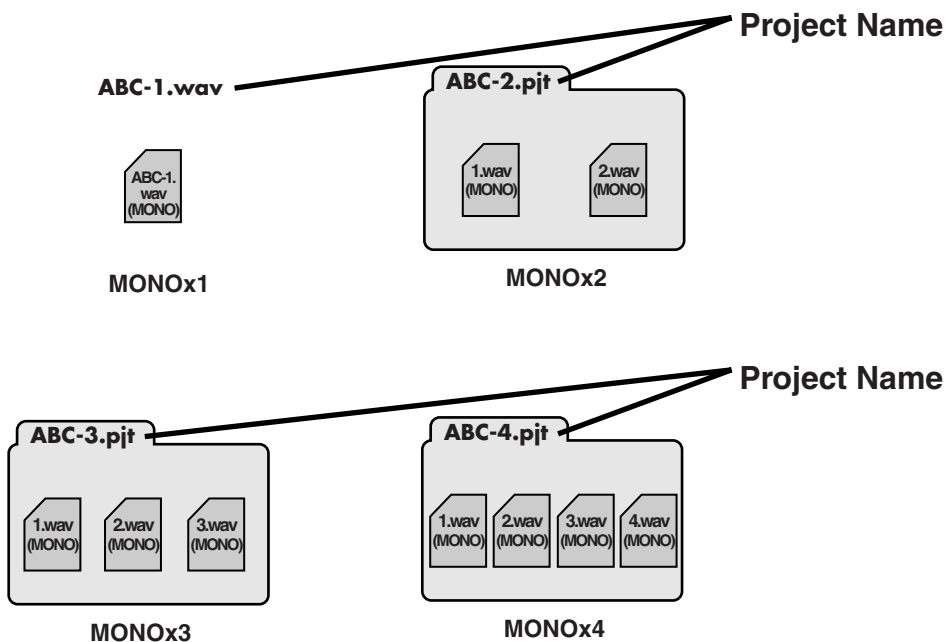 Project Name
ABC-1.wav
ABC-2.pjt
ABC-1.
wav
(MONO)
1.wav
(MONO)
2.wav
(MONO)
MONOx1
MONOx2
Project Name
ABC-3.pjt
ABC-4.pjt
1.wav
(MONO)
2.wav
(MONO)
3.wav
(MONO)
1.wav
(MONO)
2.wav
(MONO)
3.wav
(MONO)
4.wav
(MONO)
MONOx3
MONOx4